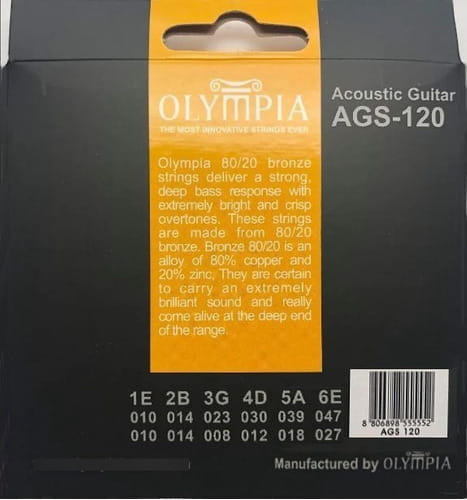 OLYMPIA
THE MOST INNOVATIVE STRINGS EVER
Acoustic Guitar
AGS-120
Olympia 80/20 bronze
strings deliver a strong,
deep bass response with
extremely bright and crisp
overtones. These strings
are made from 80/20
bronze. Bronze 80/20 is an
alloy of 80% copper and
20% zinc, They are certain
to carry an extremely
brilliant sound and really
come alive at the deep end
of the range.
1E 2B 3G 4D 5A 6E
010 014 023 030 039 047
010 014 008 012 018 027
8 806898 555552
AGS 120
Manufactured by OLYMPIA